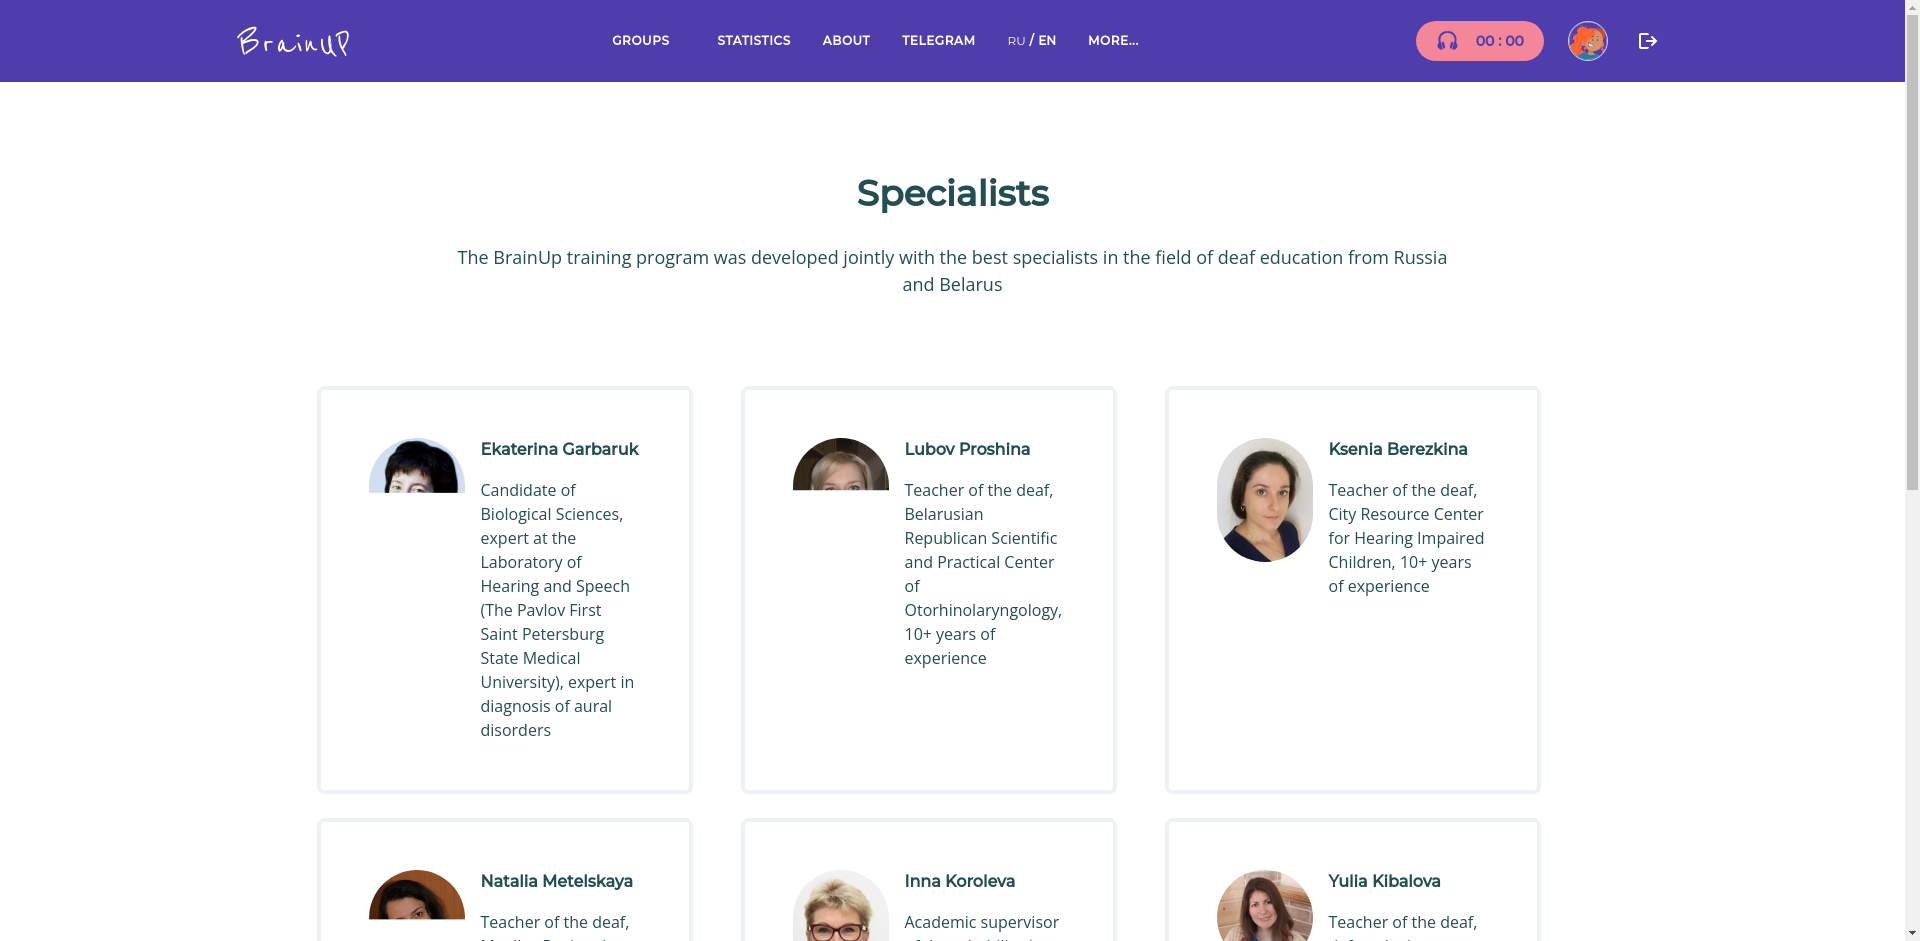 BrainUP
GROUPS STATISTICS ABOUT TELEGRAM RU / EN MORE...
00 : 00
Specialists
The BrainUp training program was developed jointly with the best specialists in the field of deaf education from Russia
and Belarus
Ekaterina Garbaruk
Candidate of
Biological Sciences,
expert at the
Laboratory of
Hearing and Speech
(The Pavlov First
Saint Petersburg
State Medical
University), expert in
diagnosis of aural
disorders
Lubov Proshina
Teacher of the deaf,
Belarusian
Republican Scientific
and Practical Center
of
Otorhinolaryngology,
10+ years of
experience
Ksenia Berezkina
Teacher of the deaf,
City Resource Center
for Hearing Impaired
Children, 10+ years
of experience
Natalia Metelskaya
Teacher of the deaf,
Inna Koroleva
Academic supervisor
Yulia Kibalova
Teacher of the deaf,